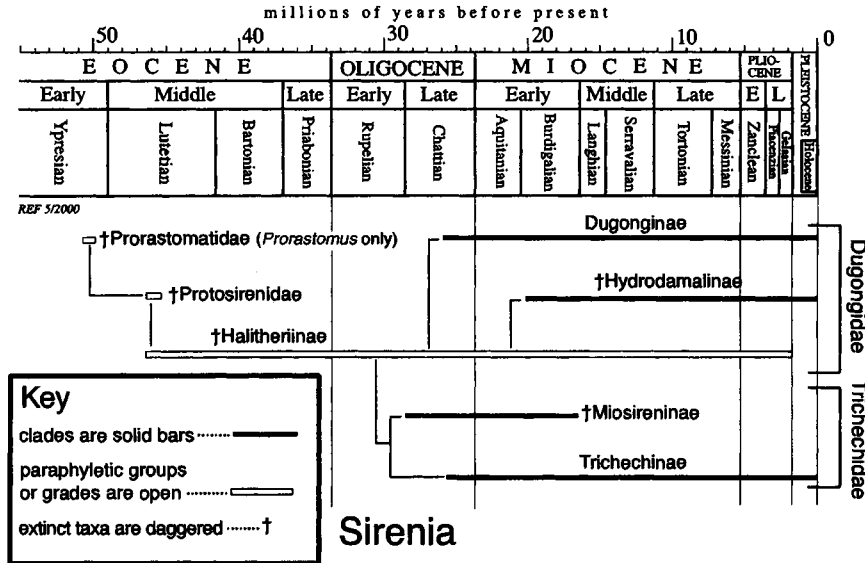 millions of years before present
50 40 30 20 10 0
EOCENE OLIGOCENE MIOCENE PLIO-CENE PLEISTOCENE
Early Middle Late Early Late Early Middle Late E L
Ypresian Lutetian Bartonian Priabonian Rupelian Chattian Aquitanian Burdigalian Langhian Serravalian Tortonian Messinian Zanclean Piacenzian Gelasian Holocene
REF 5/2000
†Prorastomatidae (Prorastomus only)
Dugonginae
†Protosirenidae
†Hydrodamalinae
†Halitheriinae
Dugongidae
†Miosireninae
Trichechinae
Trichechidae
Key
clades are solid bars ........
paraphyletic groups
or grades are open ........
extinct taxa are daggered ....... †
Sirenia